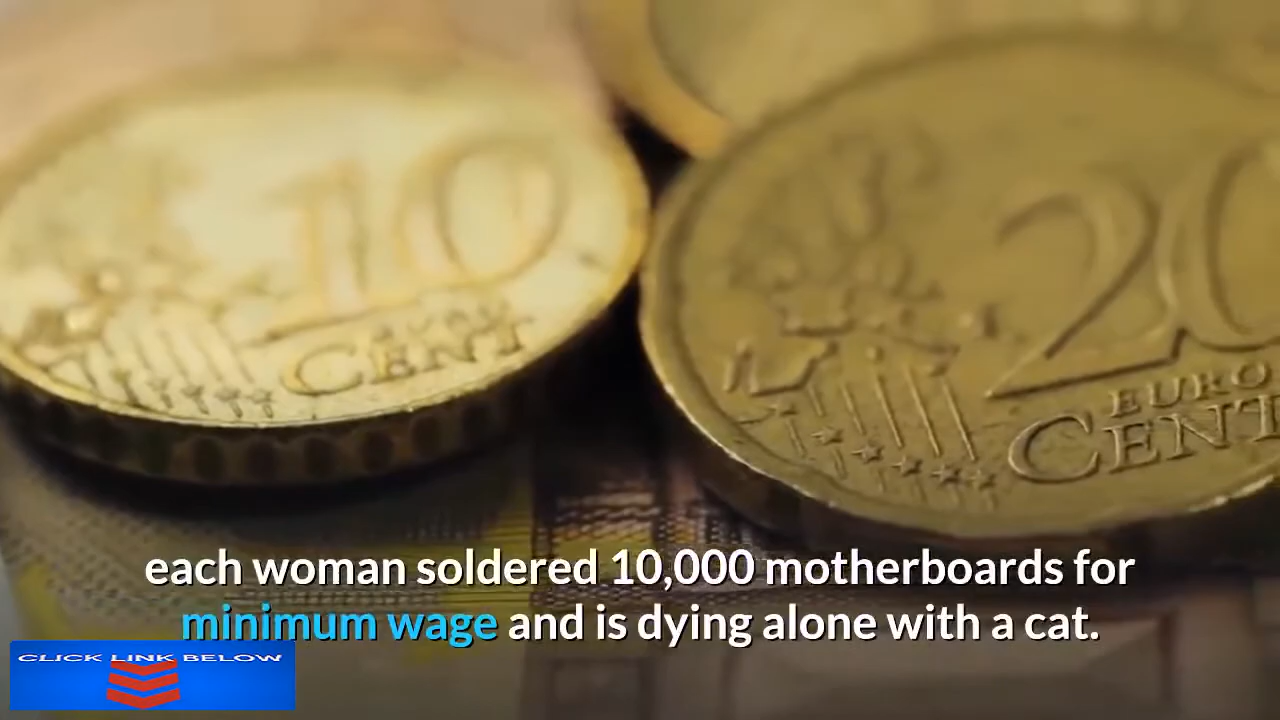 10
EURO
CENT
20
EURO
CENT
each woman soldered 10,000 motherboards for
minimum wage and is dying alone with a cat.
CLICK LINK BELOW